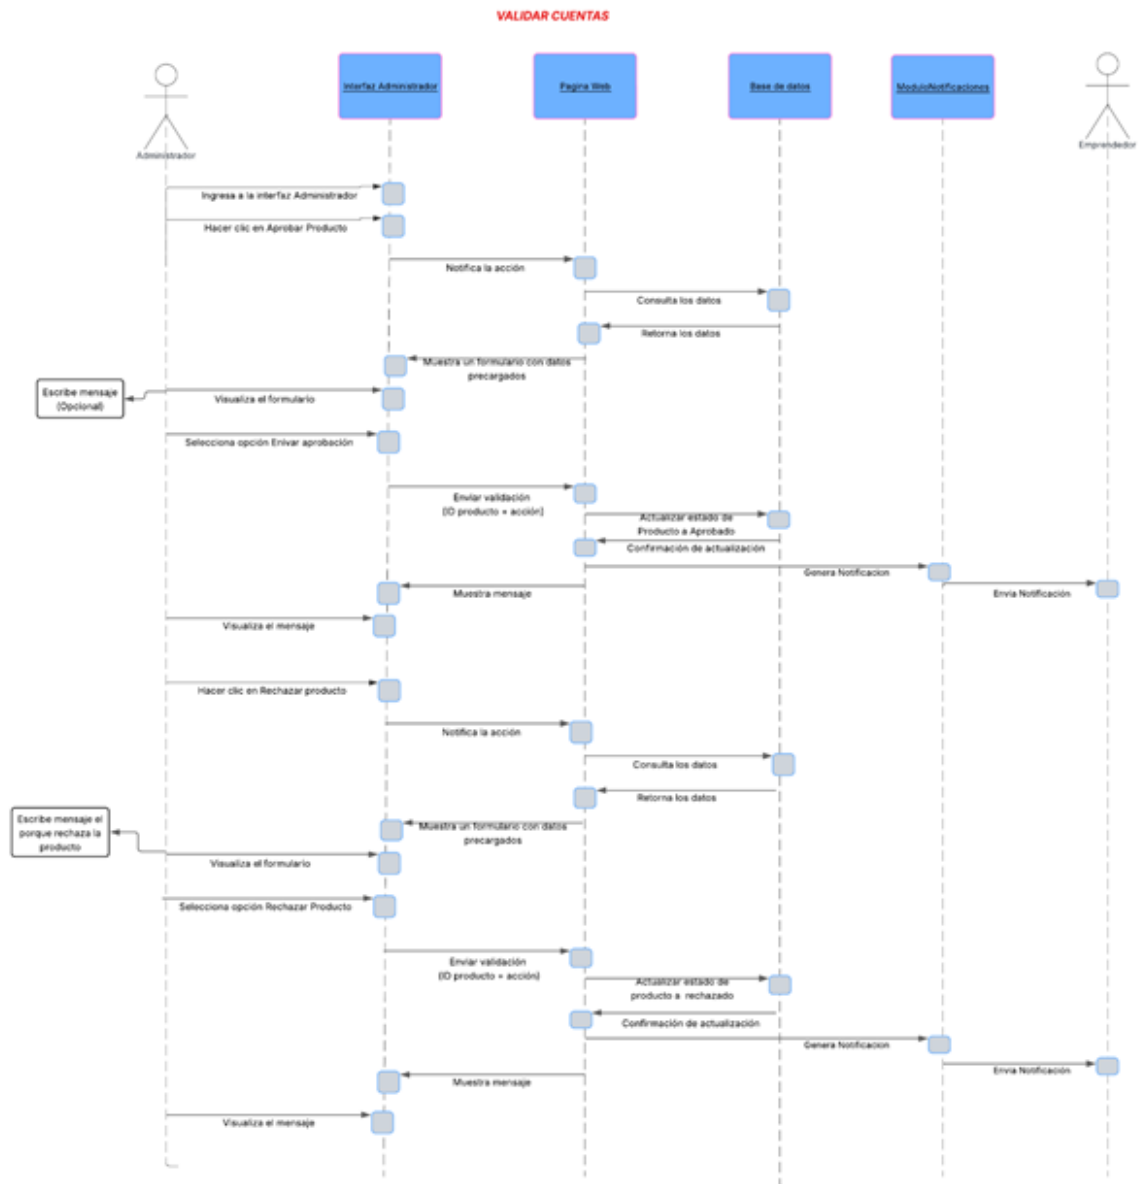 VALIDAR CUENTAS
Interfaz Administrador
Pagina Web
Base de datos
ModuloNotificaciones
Administrador
Emprendedor
Ingresa a la interfaz Administrador
Hacer clic en Aprobar Producto
Notifica la acción
Consulta los datos
Retorna los datos
Muestra un formulario con datos
precargados
Escribe mensaje
(Opcional)
Visualiza el formulario
Selecciona opción Enivar aprobación
Enviar validación
(ID producto + acción)
Actualizar estado de
Producto a Aprobado
Confirmación de actualización
Genera Notificacion
Muestra mensaje
Envia Notificación
Visualiza el mensaje
Hacer clic en Rechazar producto
Notifica la acción
Consulta los datos
Retorna los datos
Escribe mensaje el
porque rechaza la
producto
Muestra un formulario con datos
precargados
Visualiza el formulario
Selecciona opción Rechazar Producto
Enviar validación
(ID producto + acción)
Actualizar estado de
producto a rechazado
Confirmación de actualización
Genera Notificacion
Envia Notificación
Muestra mensaje
Visualiza el mensaje